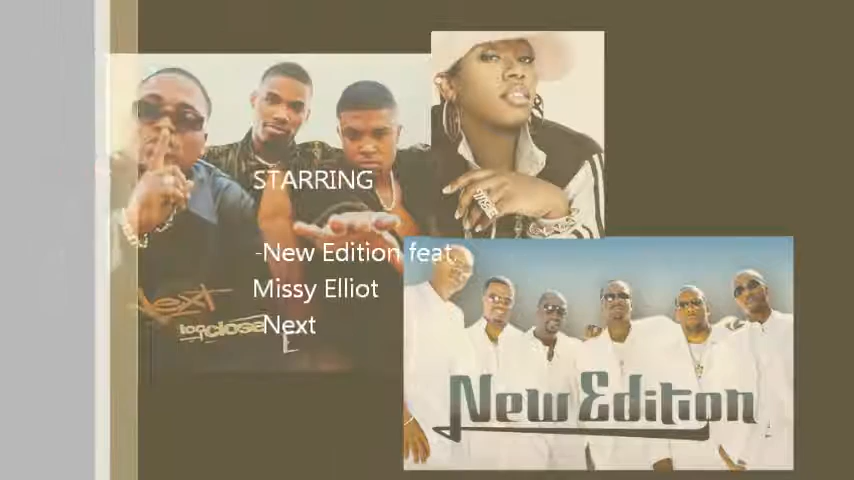 STARRING
-New Edition feat.
Missy Elliot
-Next
next
too close
New Edition